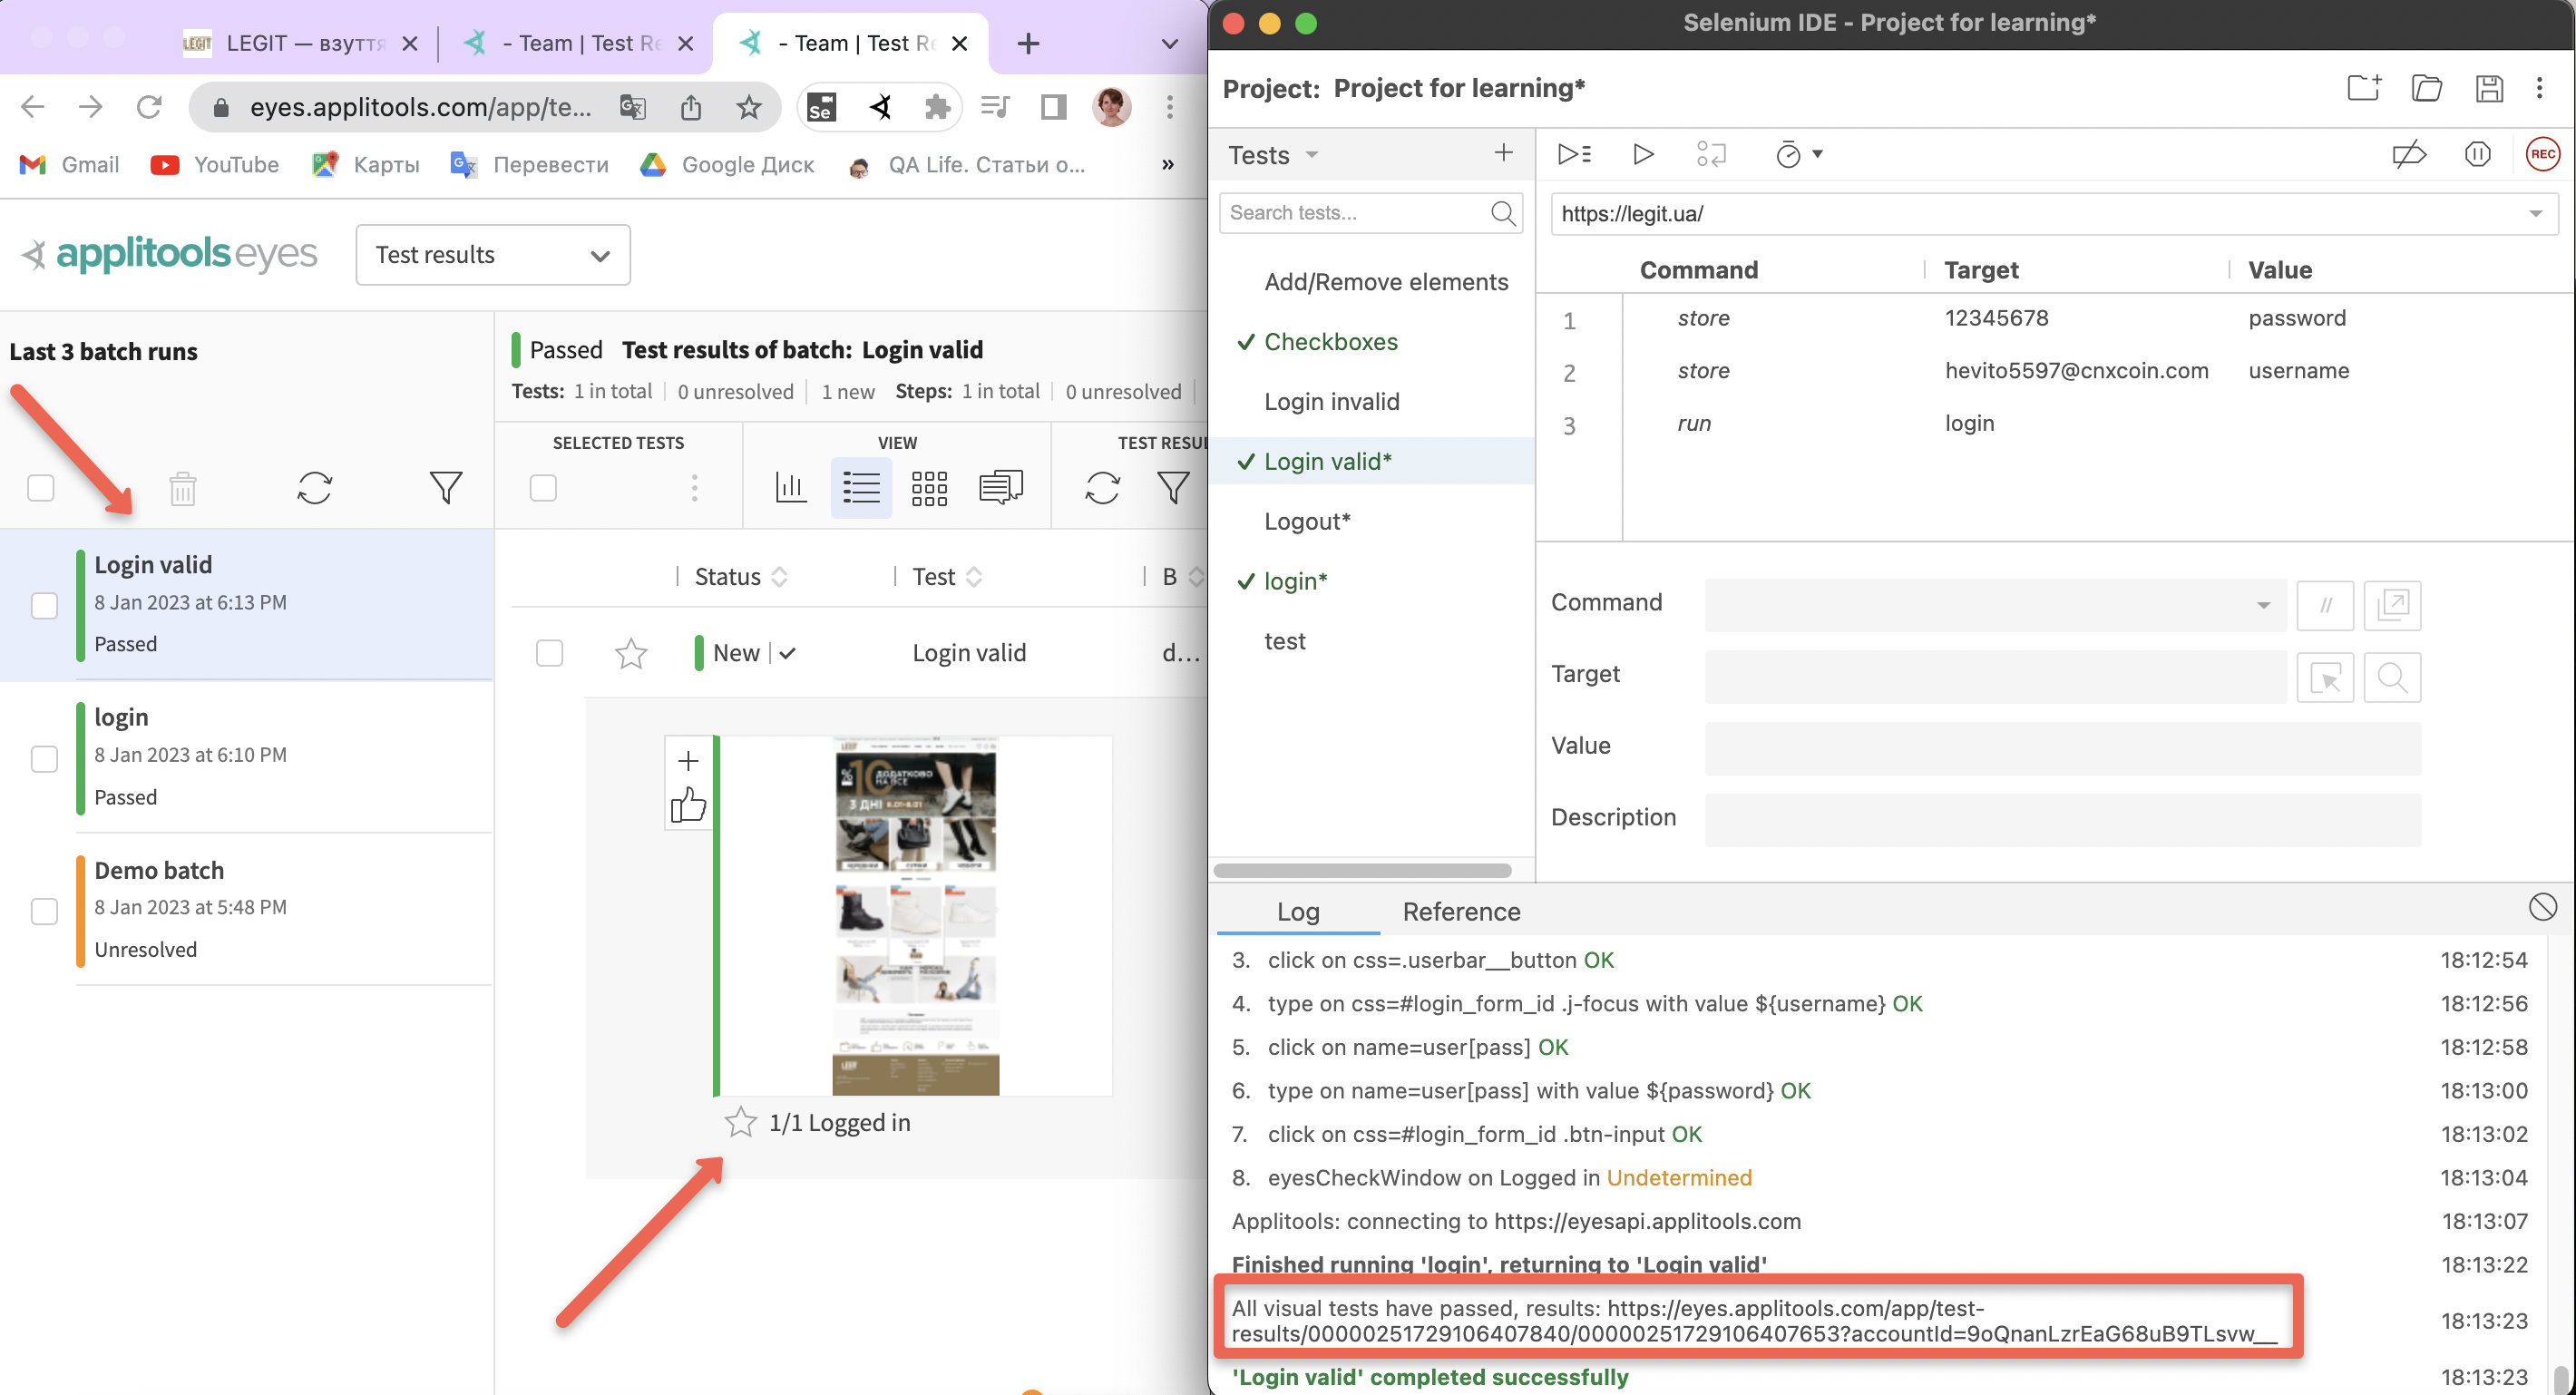 LEGIT — взуття
- Team | Test Re
- Team | Test Re
eyes.applitools.com/app/te...
Gmail
YouTube
Карты
Перевести
Google Диск
QA Life. Статьи о...
»
applitools eyes
Test results
Last 3 batch runs
Passed Test results of batch: Login valid
Tests: 1 in total | 0 unresolved | 1 new Steps: 1 in total | 0 unresolved
SELECTED TESTS
VIEW
TEST RESUL
Login valid
8 Jan 2023 at 6:13 PM
Passed
login
8 Jan 2023 at 6:10 PM
Passed
Demo batch
8 Jan 2023 at 5:48 PM
Unresolved
Status
Test
B
New
Login valid
d...
LEGIT
% 10 ДОДАТКОВО
НА ВСЕ
3 ДНІ 6.01-8.01
1/1 Logged in
Selenium IDE - Project for learning*
Project: Project for learning*
Tests
+
REC
Search tests...
https://legit.ua/
Add/Remove elements
Checkboxes
Login invalid
Login valid*
Logout*
login*
test
Command Target Value
1 store 12345678 password
2 store hevito5597@cnxcoin.com username
3 run login
Command
//
Target
Value
Description
Log
Reference
3. click on css=.userbar__button OK 18:12:54
4. type on css=#login_form_id .j-focus with value ${username} OK 18:12:56
5. click on name=user[pass] OK 18:12:58
6. type on name=user[pass] with value ${password} OK 18:13:00
7. click on css=#login_form_id .btn-input OK 18:13:02
8. eyesCheckWindow on Logged in Undetermined 18:13:04
Applitools: connecting to https://eyesapi.applitools.com 18:13:07
Finished running 'login', returning to 'Login valid' 18:13:22
All visual tests have passed, results: https://eyes.applitools.com/app/test-
results/00000251729106407840/00000251729106407653?accountId=9oQnanLzrEaG68uB9TLsvw__ 18:13:23
'Login valid' completed successfully 18:13:23